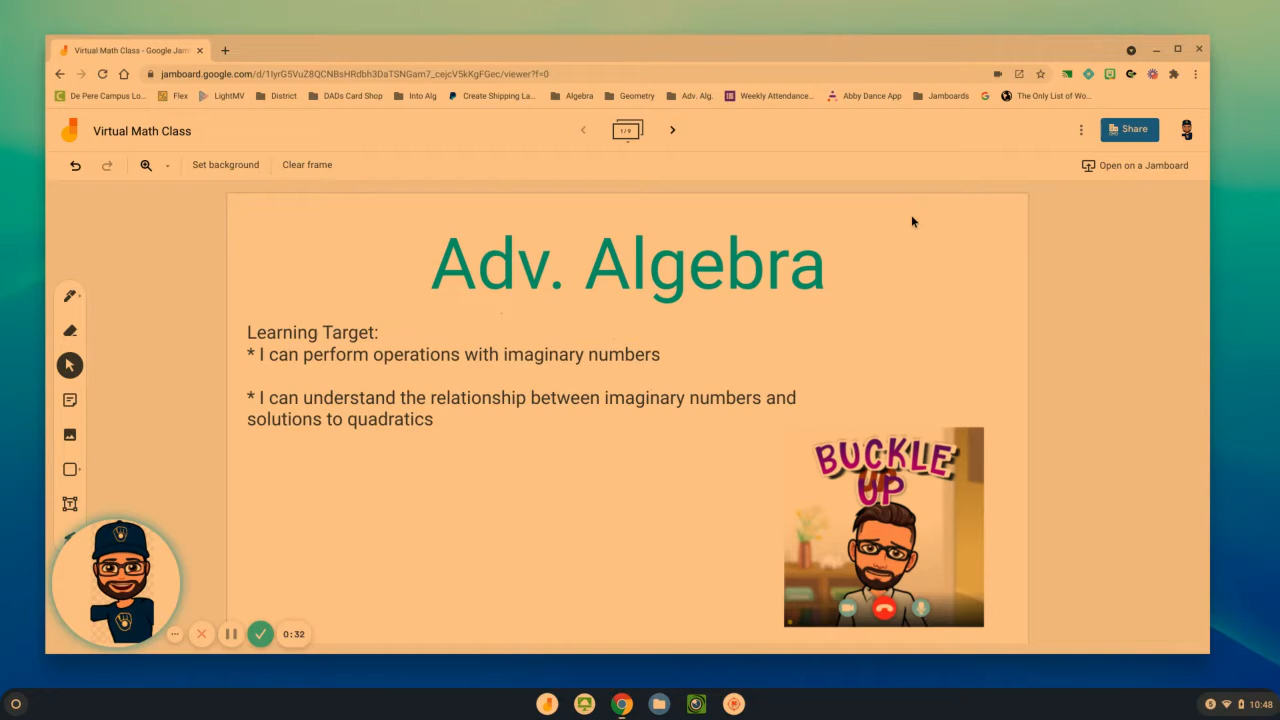 Virtual Math Class - Google Jam
jamboard.google.com/d/1IyrG5VuZ8QCNBsHRdbh3DaTSNGam7_cejcV5kKgFGec/viewer?f=0
De Pere Campus Lo... Flex LightMV District DADs Card Shop Into Alg Create Shipping La... Algebra Geometry Adv. Alg. Weekly Attendance... Abby Dance App Jamboards The Only List of Wo...
Virtual Math Class 1/9 Share
Set background Clear frame Open on a Jamboard
Adv. Algebra
Learning Target:
* I can perform operations with imaginary numbers
* I can understand the relationship between imaginary numbers and
solutions to quadratics
BUCKLE
UP
0:32
5 10:48